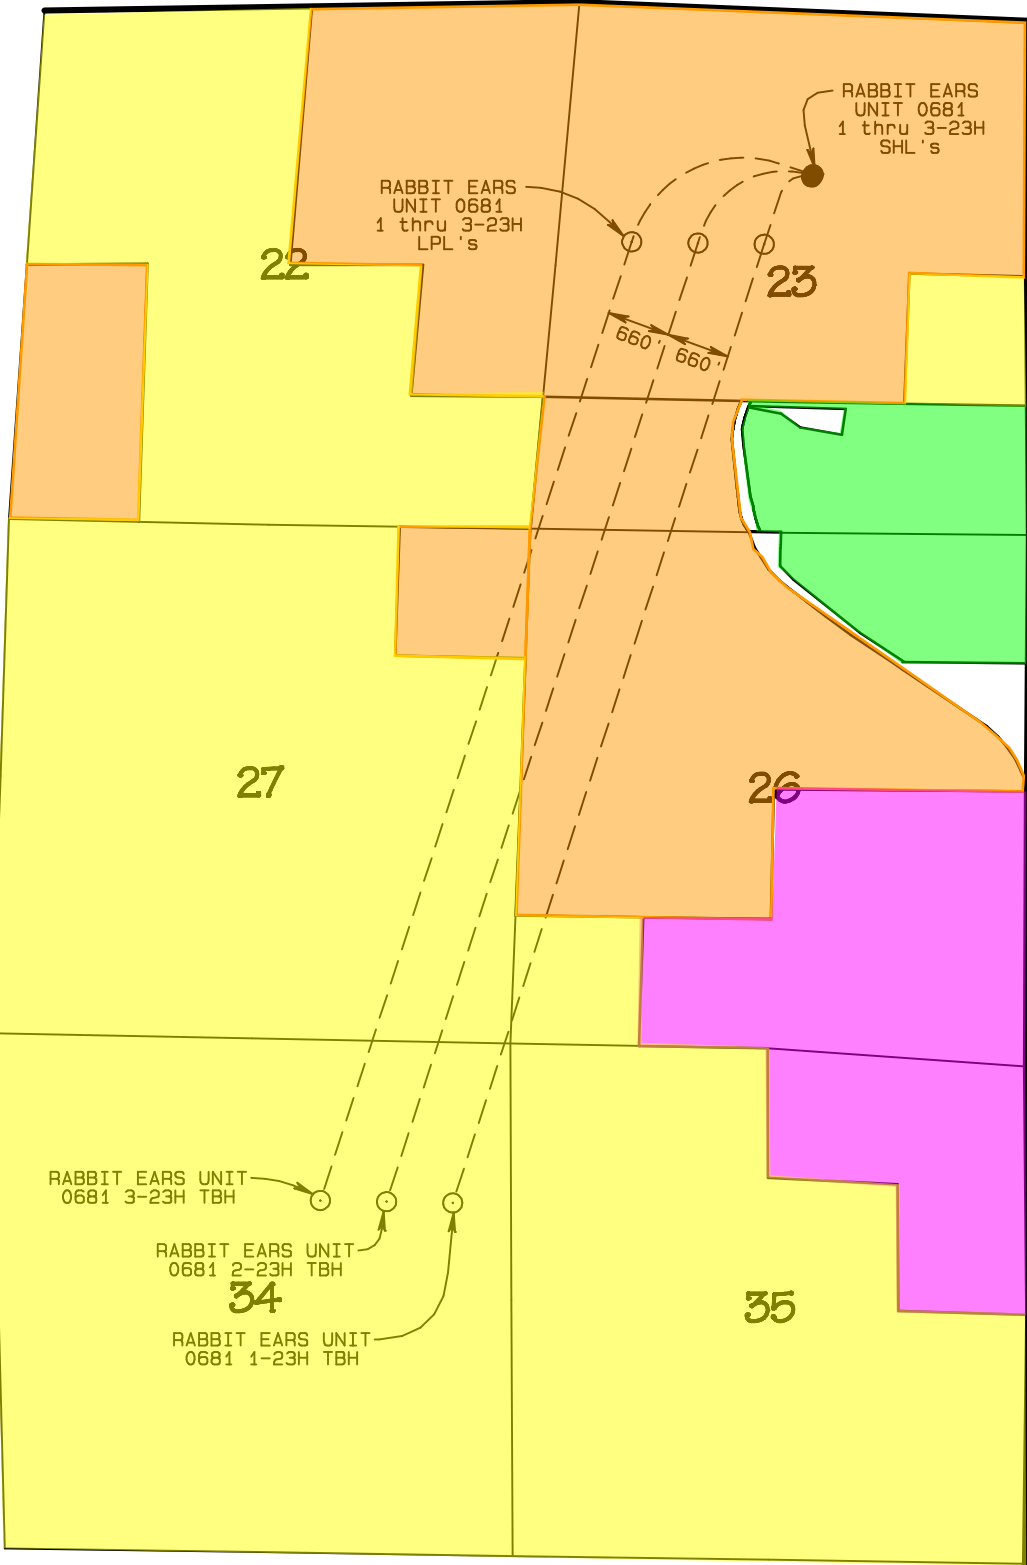 RABBIT EARS
UNIT 0681
1 thru 3-23H
SHL's
RABBIT EARS
UNIT 0681
1 thru 3-23H
LPL's
22
23
660'
660'
27
26
RABBIT EARS UNIT
0681 3-23H TBH
RABBIT EARS UNIT
0681 2-23H TBH
34
35
RABBIT EARS UNIT
0681 1-23H TBH